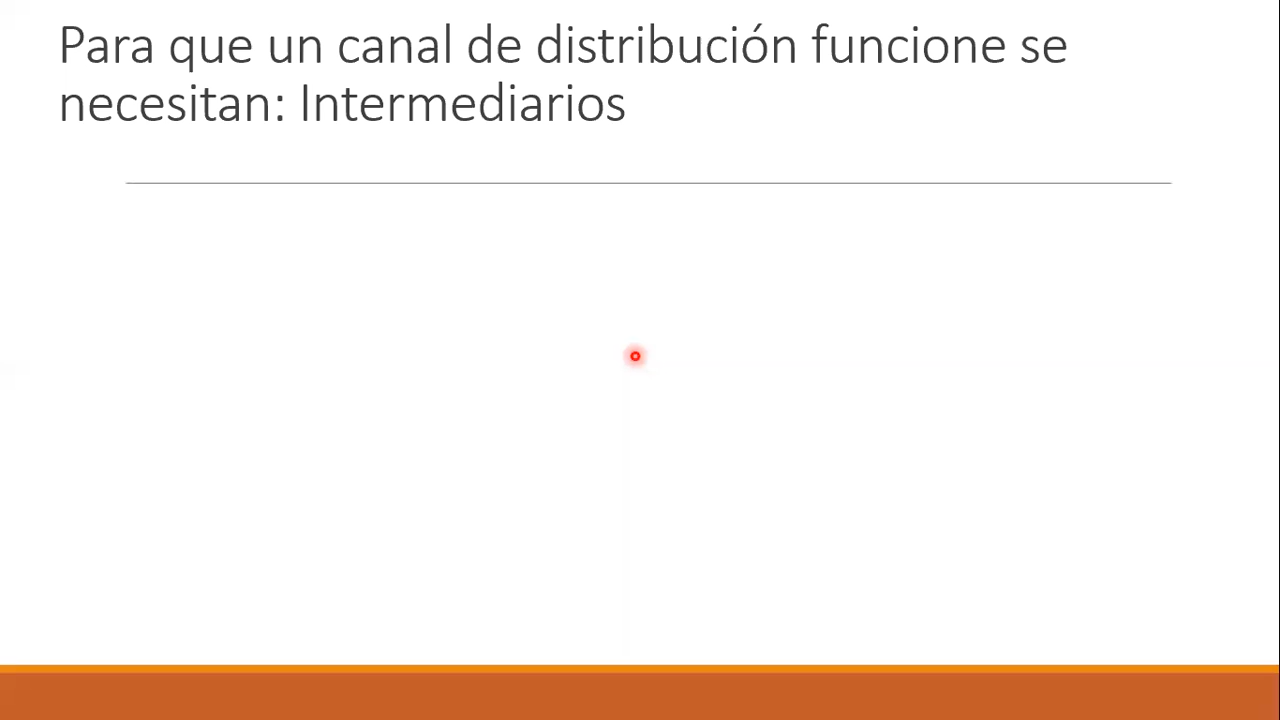 Para que un canal de distribución funcione se
necesitan: Intermediarios